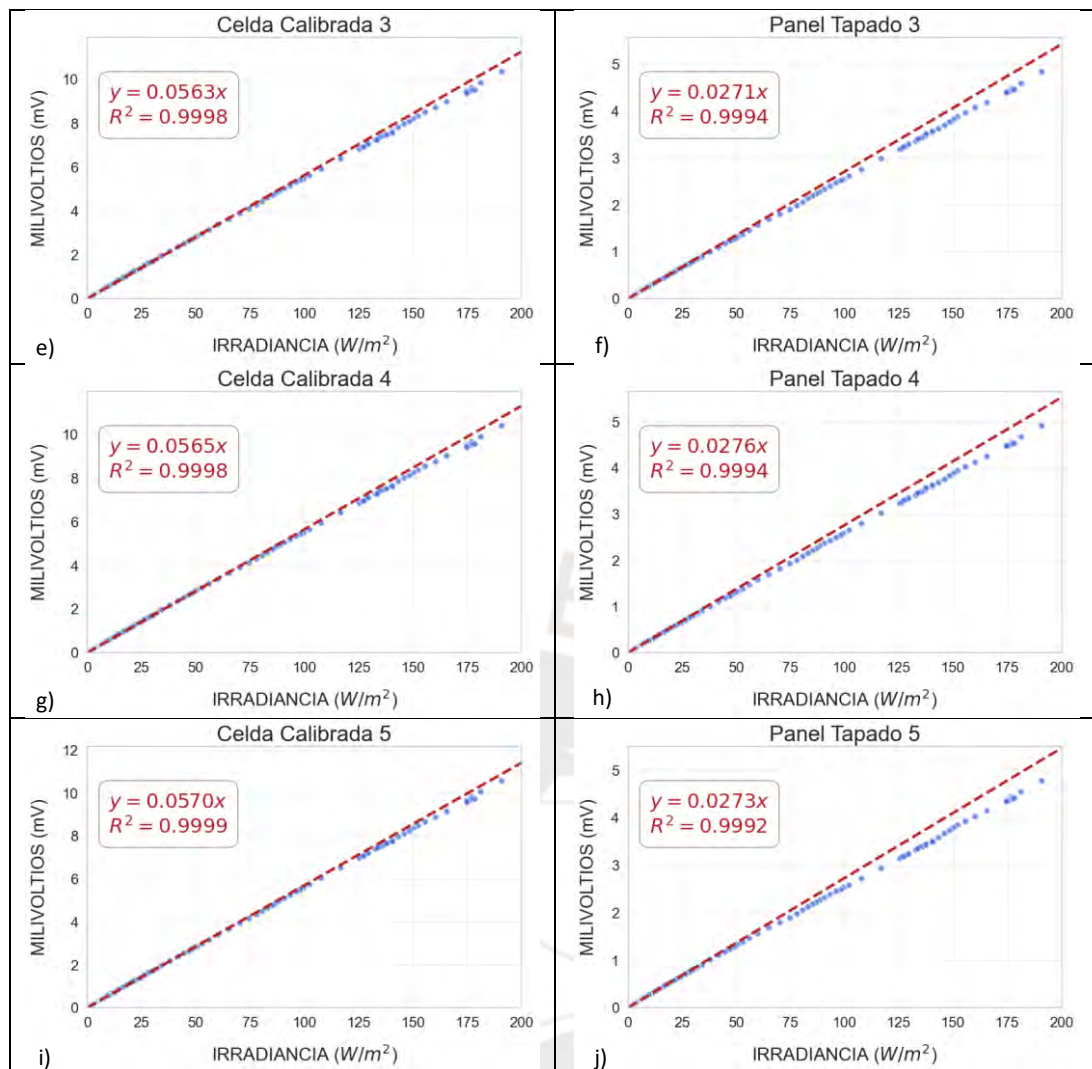 Celda Calibrada 3
MILIVOLTIOS (mV)
10
8
6
4
2
0
y = 0.0563x
R² = 0.9998
0 25 50 75 100 125 150 175 200
IRRADIANCIA (W/m²)
e)
Panel Tapado 3
MILIVOLTIOS (mV)
5
4
3
2
1
0
y = 0.0271x
R² = 0.9994
0 25 50 75 100 125 150 175 200
IRRADIANCIA (W/m²)
f)
Celda Calibrada 4
MILIVOLTIOS (mV)
10
8
6
4
2
0
y = 0.0565x
R² = 0.9998
0 25 50 75 100 125 150 175 200
IRRADIANCIA (W/m²)
g)
Panel Tapado 4
MILIVOLTIOS (mV)
5
4
3
2
1
0
y = 0.0276x
R² = 0.9994
0 25 50 75 100 125 150 175 200
IRRADIANCIA (W/m²)
h)
Celda Calibrada 5
MILIVOLTIOS (mV)
12
10
8
6
4
2
0
y = 0.0570x
R² = 0.9999
0 25 50 75 100 125 150 175 200
IRRADIANCIA (W/m²)
i)
Panel Tapado 5
MILIVOLTIOS (mV)
5
4
3
2
1
0
y = 0.0273x
R² = 0.9992
0 25 50 75 100 125 150 175 200
IRRADIANCIA (W/m²)
j)